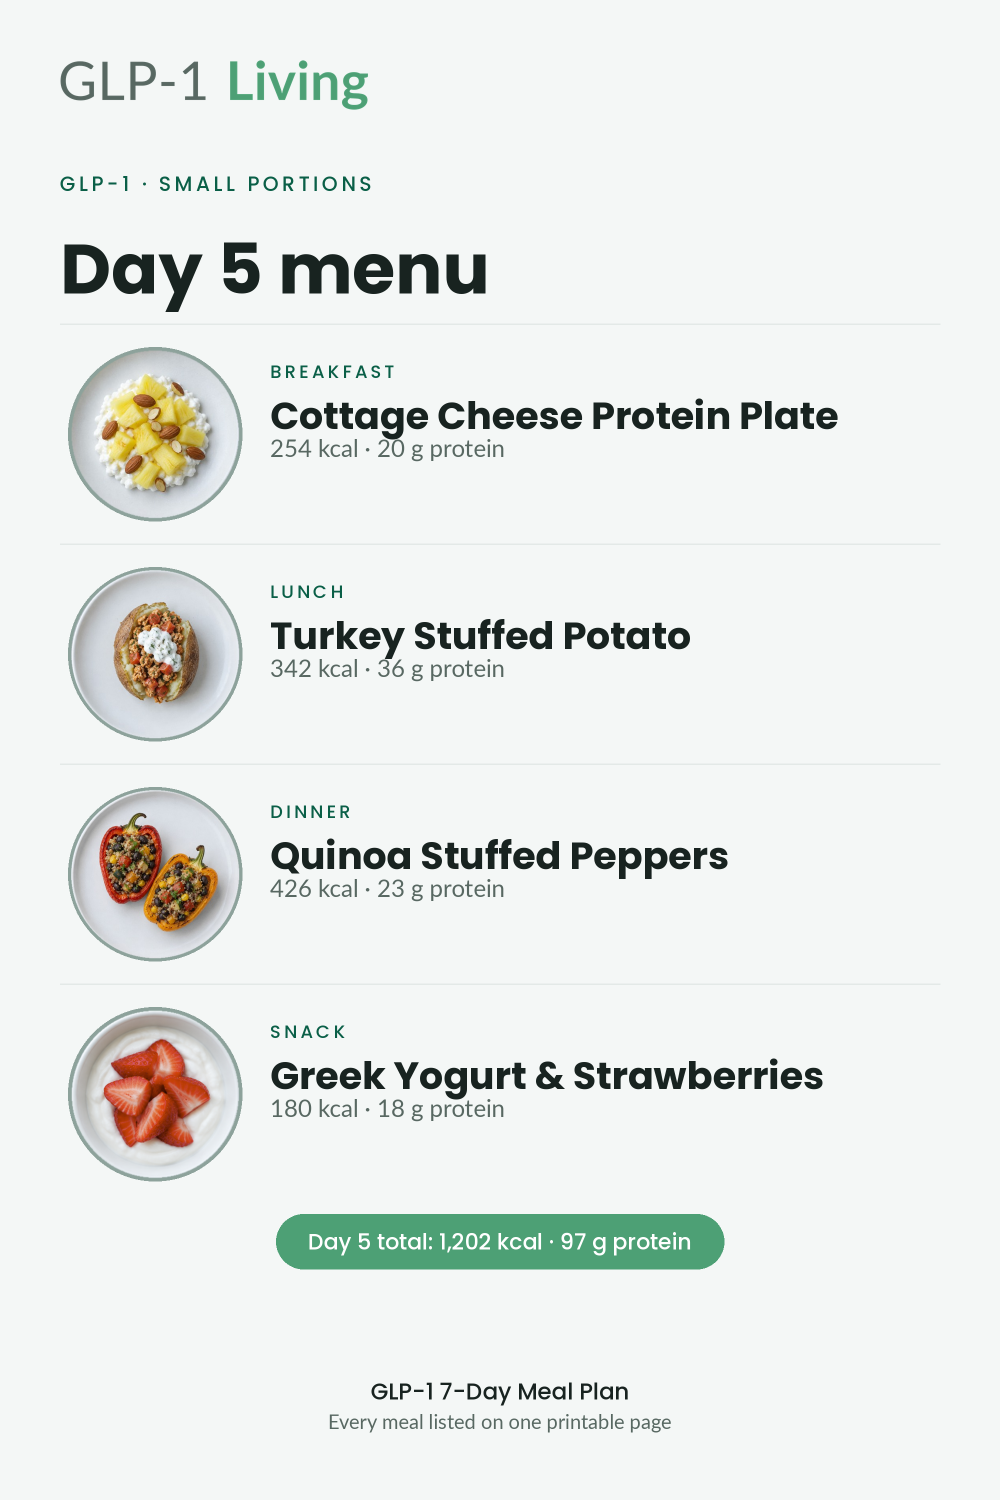 GLP-1 Living
GLP-1 · SMALL PORTIONS
Day 5 menu
BREAKFAST
Cottage Cheese Protein Plate
254 kcal · 20 g protein
LUNCH
Turkey Stuffed Potato
342 kcal · 36 g protein
DINNER
Quinoa Stuffed Peppers
426 kcal · 23 g protein
SNACK
Greek Yogurt & Strawberries
180 kcal · 18 g protein
Day 5 total: 1,202 kcal · 97 g protein
GLP-1 7-Day Meal Plan
Every meal listed on one printable page